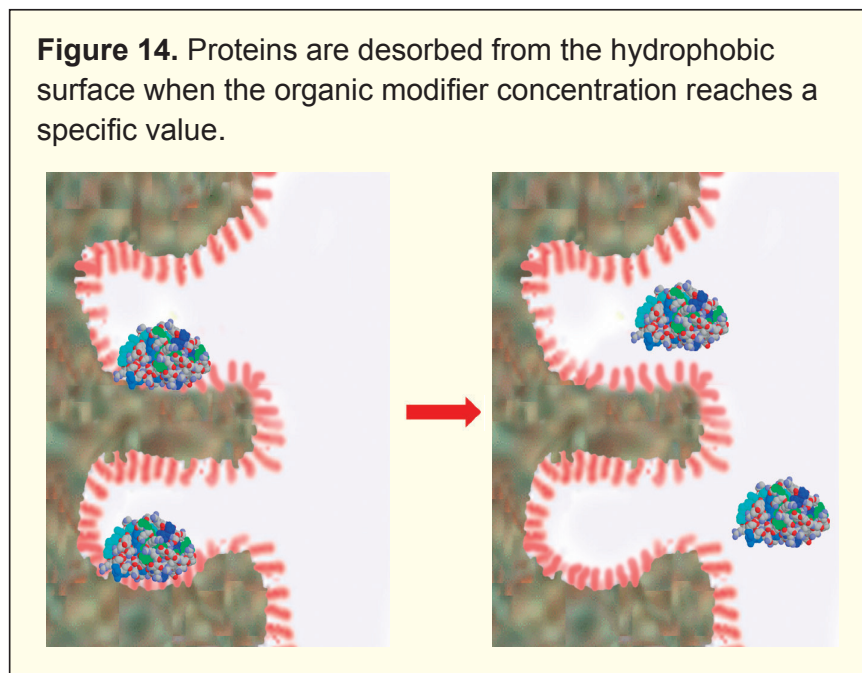 Figure 14. Proteins are desorbed from the hydrophobic
surface when the organic modifier concentration reaches a
specific value.